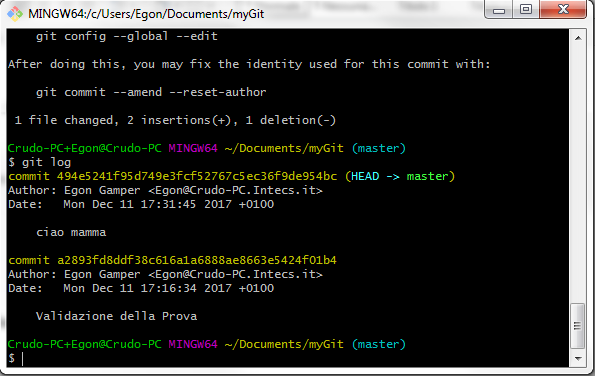 MINGW64:/c/Users/Egon/Documents/myGit
git config --global --edit
After doing this, you may fix the identity used for this commit with:
git commit --amend --reset-author
1 file changed, 2 insertions(+), 1 deletion(-)
Crudo-PC+Egon@Crudo-PC MINGW64 ~/Documents/myGit (master)
$ git log
commit 494e5241f95d749e3fcf52767c5ec36f9de954bc (HEAD -> master)
Author: Egon Gamper <Egon@Crudo-PC.Intecs.it>
Date:   Mon Dec 11 17:31:45 2017 +0100
ciao mamma
commit a2893fd8ddf38c616a1a6888ae8663e5424f01b4
Author: Egon Gamper <Egon@Crudo-PC.Intecs.it>
Date:   Mon Dec 11 17:16:34 2017 +0100
Validazione della Prova
Crudo-PC+Egon@Crudo-PC MINGW64 ~/Documents/myGit (master)
$